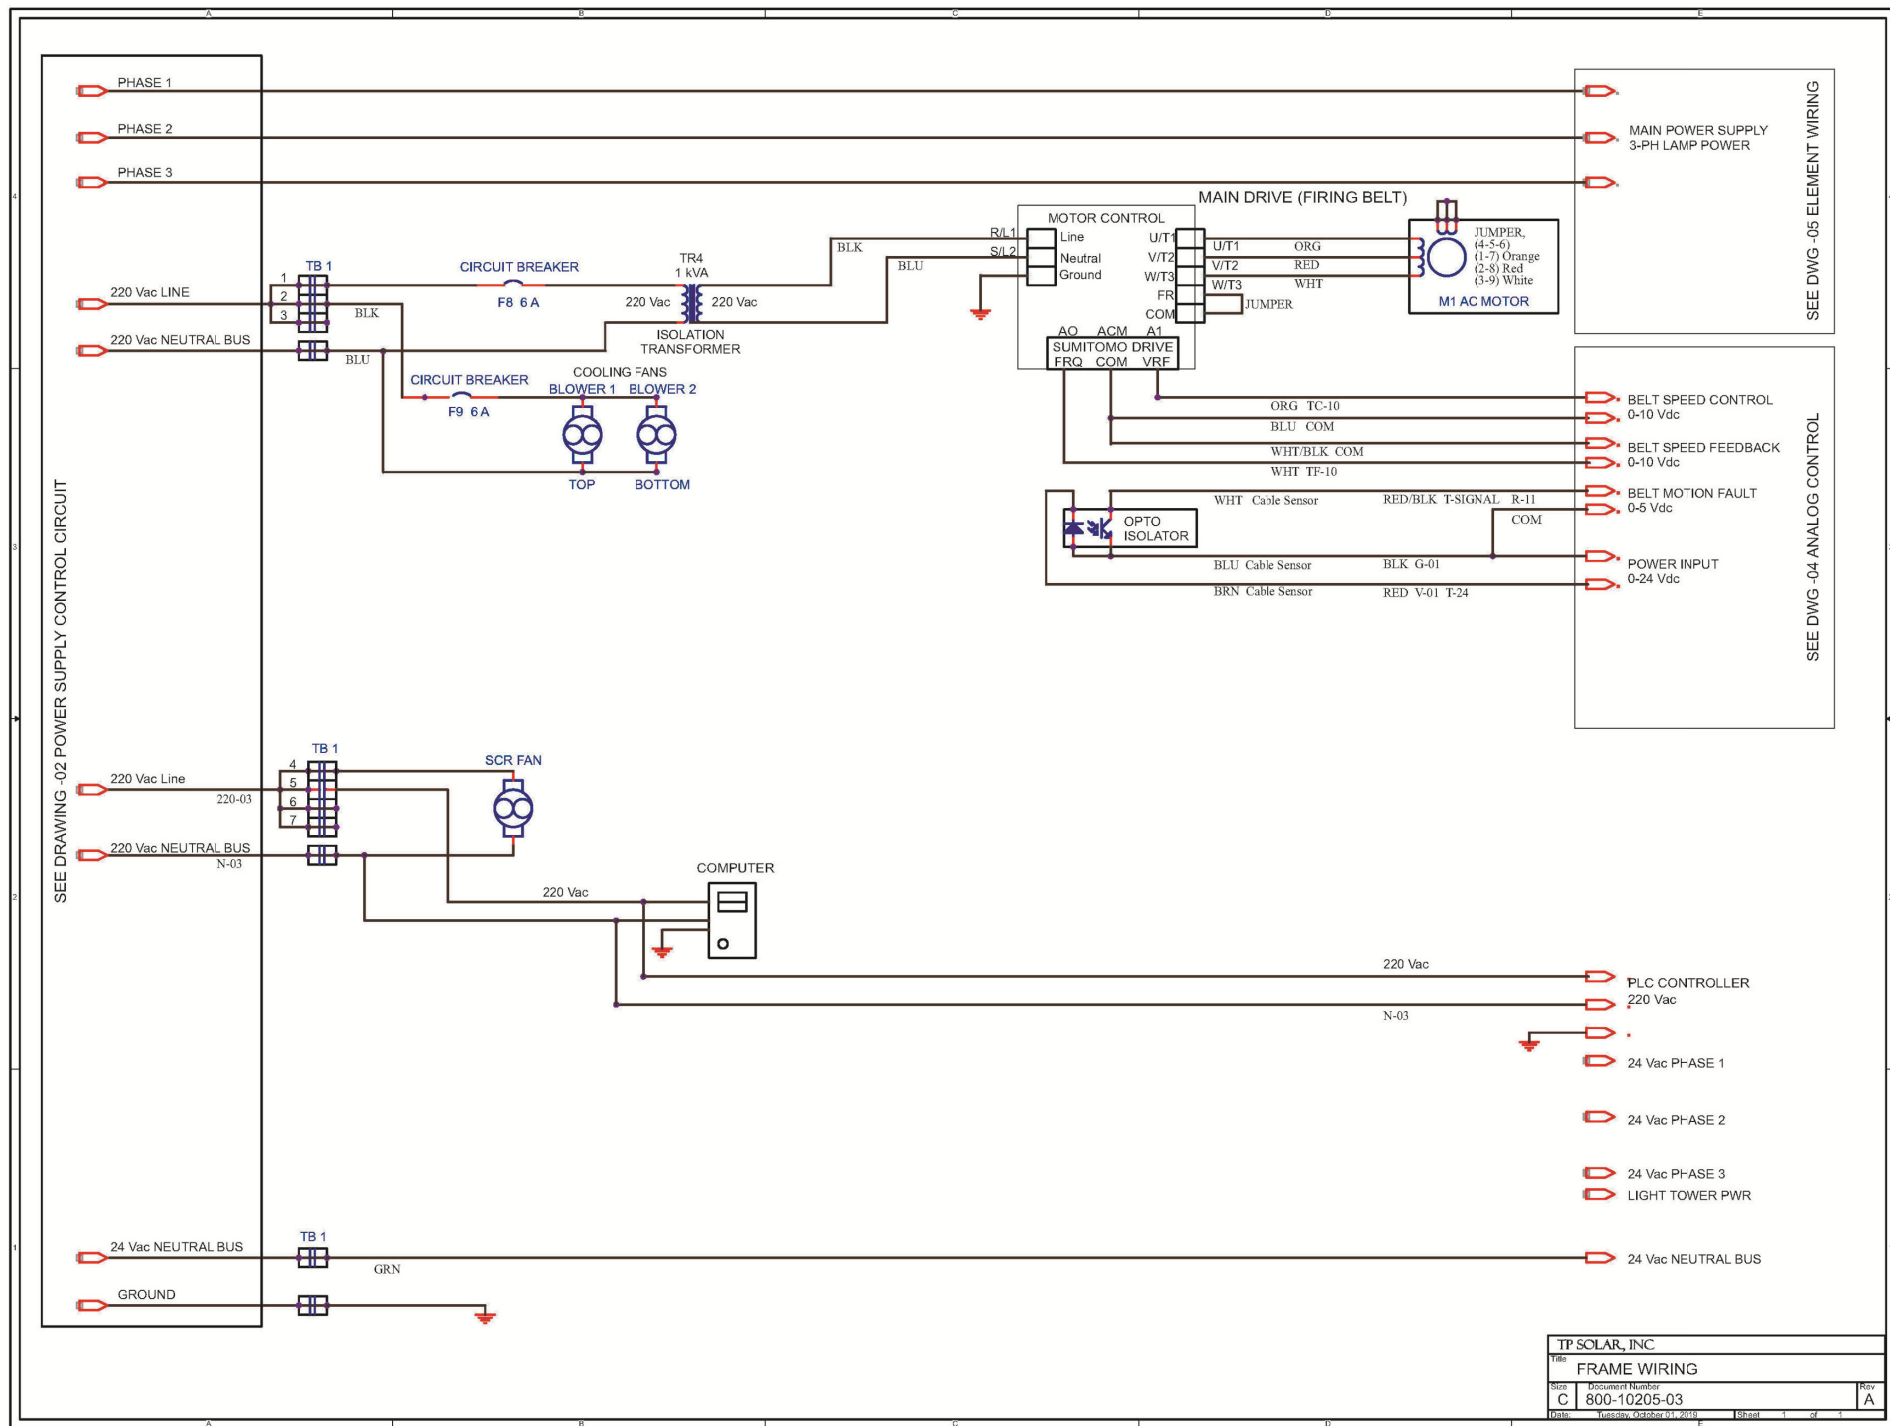 A B C D E
PHASE 1
PHASE 2
PHASE 3
MAIN POWER SUPPLY
3-PH LAMP POWER
SEE DWG -05 ELEMENT WIRING
4
MAIN DRIVE (FIRING BELT)
MOTOR CONTROL
R/L1 Line U/T1
S/L2 Neutral V/T2
Ground W/T3
FR
COM
U/T1 ORG
V/T2 RED
W/T3 WHT
JUMPER
JUMPER,
(4-5-6)
(1-7) Orange
(2-8) Red
(3-9) White
M1 AC MOTOR
AO ACM A1
SUMITOMO DRIVE
FRQ COM VRF
220 Vac LINE
TB 1
1
2
3
BLK
CIRCUIT BREAKER
F8 6 A
TR4
1 kVA
220 Vac 220 Vac
ISOLATION
TRANSFORMER
BLK
BLU
220 Vac NEUTRAL BUS
BLU
CIRCUIT BREAKER
F9 6 A
COOLING FANS
BLOWER 1 BLOWER 2
TOP BOTTOM
ORG TC-10
BLU COM
WHT/BLK COM
WHT TF-10
BELT SPEED CONTROL
0-10 Vdc
BELT SPEED FEEDBACK
0-10 Vdc
WHT Cable Sensor RED/BLK T-SIGNAL R-11
COM
BELT MOTION FAULT
0-5 Vdc
OPTO
ISOLATOR
BLU Cable Sensor BLK G-01
BRN Cable Sensor RED V-01 T-24
POWER INPUT
0-24 Vdc
SEE DWG -04 ANALOG CONTROL
3
SEE DRAWING -02 POWER SUPPLY CONTROL CIRCUIT
220 Vac Line
220-03
TB 1
4
5
6
7
SCR FAN
220 Vac NEUTRAL BUS
N-03
COMPUTER
220 Vac
2
220 Vac
N-03
PLC CONTROLLER
220 Vac
24 Vac PHASE 1
24 Vac PHASE 2
24 Vac PHASE 3
LIGHT TOWER PWR
1
24 Vac NEUTRAL BUS
TB 1
GRN
24 Vac NEUTRAL BUS
GROUND
TP SOLAR, INC
Title
FRAME WIRING
Size Document Number Rev
C 800-10205-03 A
Date: Tuesday, October 01, 2019 Sheet 1 of 1
A B C D E